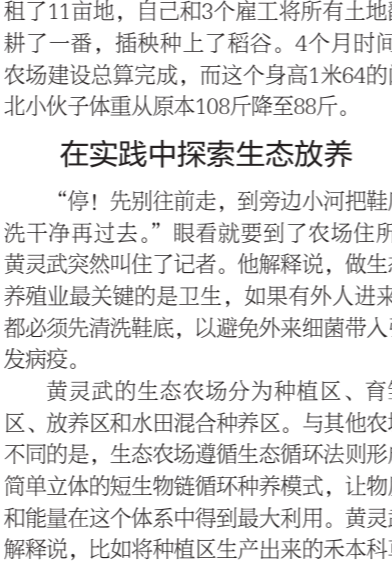 租了11亩地，自己和3个雇工将所有土地
耕了一番，插秧种上了稻谷。4个月时间
农场建设总算完成，而这个身高1米64的
北小伙子体重从原本108斤降至88斤。
在实践中探索生态放养
“停！先别往前走，到旁边小河把鞋
洗干净再过去。”眼看就要到了农场住所
黄灵武突然叫住了记者。他解释说，做生态
养殖业最关键的是卫生，如果有外人进来
都必须先清洗鞋底，以避免外来细菌带入
发病疫。
黄灵武的生态农场分为种植区、育
区、放养区和水田混合种养区。与其他农场
不同的是，生态农场遵循生态循环法则形
简单立体的短生物链循环种养模式，让物
和能量在这个体系中得到最大利用。黄灵武
解释说，比如将种植区生产出来的禾本科